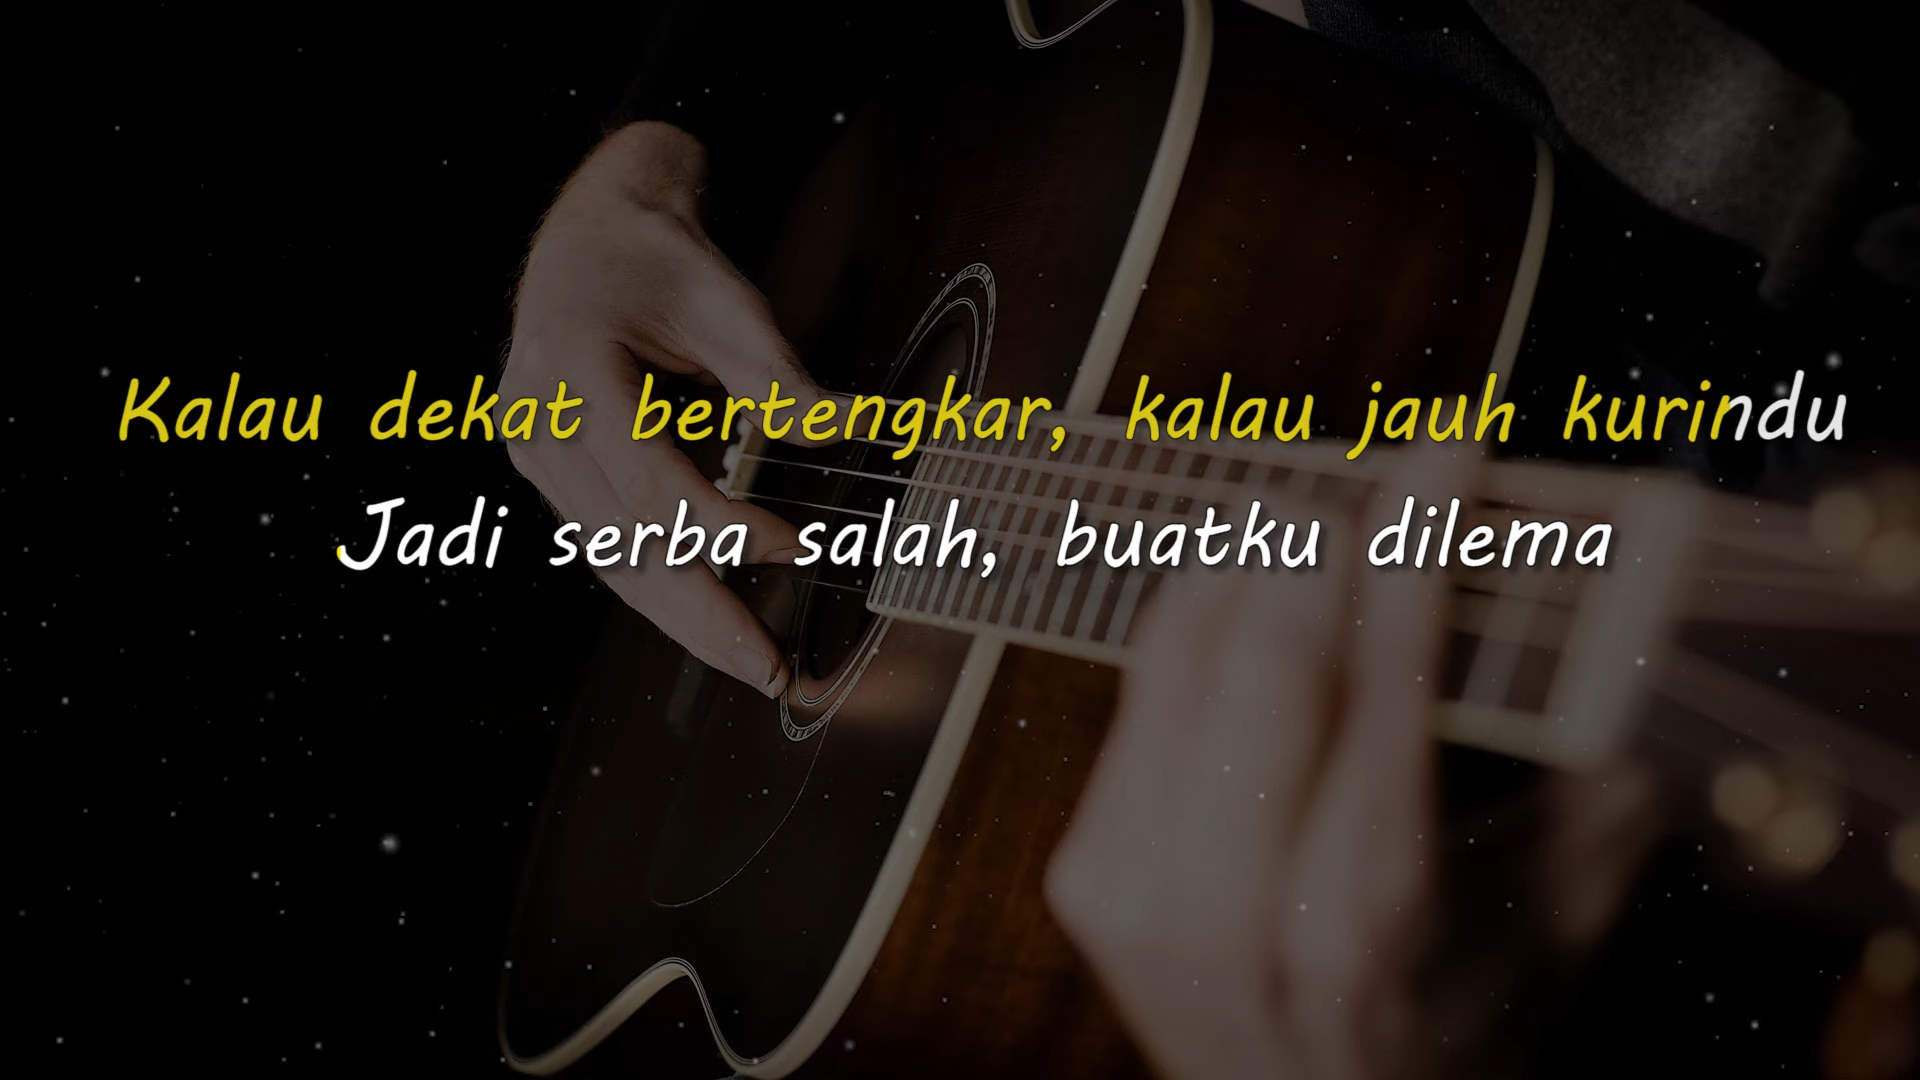 Kalau dekat bertengkar, kalau jauh kurindu
Jadi serba salah, buatku dilema